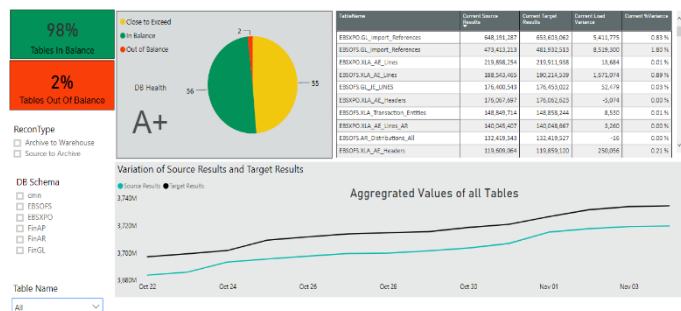 98%
Tables In Balance
2%
Tables Out Of Balance
ReconType
Archive to Warehouse
Source to Archive
DB Schema
cmn
EBSOFS
EBSXPO
FinAP
FinAR
FinGL
Table Name
All
Close to Exceed
In Balance
Out of Balance
DB Health
A+
2
56
55
TableName Current Source Results Current Target Results Current Load Variance Current %Variance
EBSXPO.GL_Import_References 648,191,287 653,603,062 5,411,775 0.83 %
EBSOFS.GL_Import_References 473,413,213 481,932,513 8,519,300 1.80 %
EBSXPO.XLA_AE_Lines 219,898,254 219,911,938 13,684 0.01 %
EBSOFS.XLA_AE_Lines 188,543,465 190,214,539 1,671,074 0.89 %
EBSOFS.GL_JE_LINES 176,400,543 176,453,022 52,479 0.03 %
EBSXPO.XLA_AE_Headers 176,067,697 176,062,623 -5,074 0.00 %
EBSOFS.XLA_Transaction_Entities 148,849,714 148,858,244 8,530 0.01 %
EBSXPO.XLA_AE_Lines_AR 140,045,407 140,048,667 3,260 0.00 %
EBSOFS.AR_Distributions_All 132,419,543 132,419,527 -16 0.00 %
EBSOFS.XLA_AE_Headers 119,609,064 119,859,120 250,056 0.21 %
Variation of Source Results and Target Results
Source Results Target Results
Aggregrated Values of all Tables
3,740M
3,720M
3,700M
3,680M
Oct 22 Oct 24 Oct 26 Oct 28 Oct 30 Nov 01 Nov 03